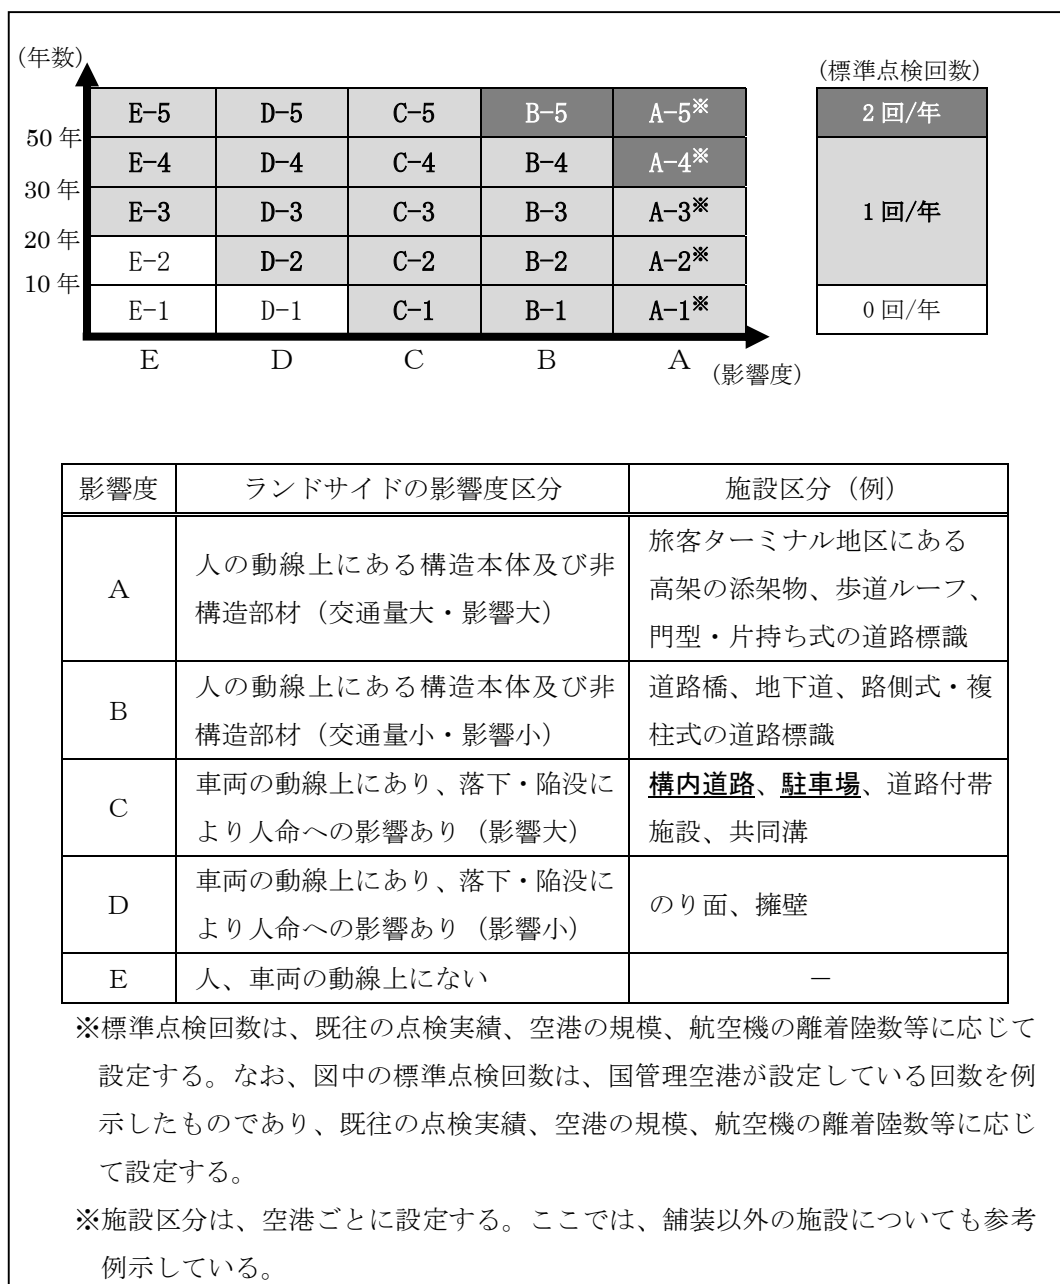 (年数)
(標準点検回数)
E-5 D-5 C-5 B-5 A-5※ 2回/年
50年
E-4 D-4 C-4 B-4 A-4※
30年
E-3 D-3 C-3 B-3 A-3※ 1回/年
20年
E-2 D-2 C-2 B-2 A-2※
10年
E-1 D-1 C-1 B-1 A-1※ 0回/年
E D C B A (影響度)
影響度 ランドサイドの影響度区分 施設区分（例）
A
人の動線上にある構造本体及び非
構造部材（交通量大・影響大）
旅客ターミナル地区にある
高架の添架物、歩道ルーフ、
門型・片持ち式の道路標識
B
人の動線上にある構造本体及び非
構造部材（交通量小・影響小）
道路橋、地下道、路側式・複
柱式の道路標識
C
車両の動線上にあり、落下・陥没に
より人命への影響あり（影響大）
構内道路、駐車場、道路付帯
施設、共同溝
D
車両の動線上にあり、落下・陥没に
より人命への影響あり（影響小）
のり面、擁壁
E 人、車両の動線上にない －
※標準点検回数は、既往の点検実績、空港の規模、航空機の離着陸数等に応じて
設定する。なお、図中の標準点検回数は、国管理空港が設定している回数を例
示したものであり、既往の点検実績、空港の規模、航空機の離着陸数等に応じ
て設定する。
※施設区分は、空港ごとに設定する。ここでは、舗装以外の施設についても参考
例示している。